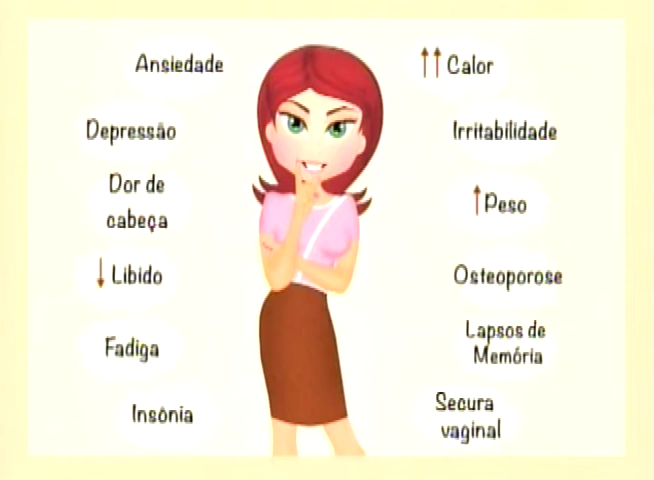 Ansiedade
Depressão
Dor de
cabeça
↓ Libido
Fadiga
Insônia
↑↑ Calor
Irritabilidade
↑ Peso
Osteoporose
Lapsos de
Memória
Secura
vaginal